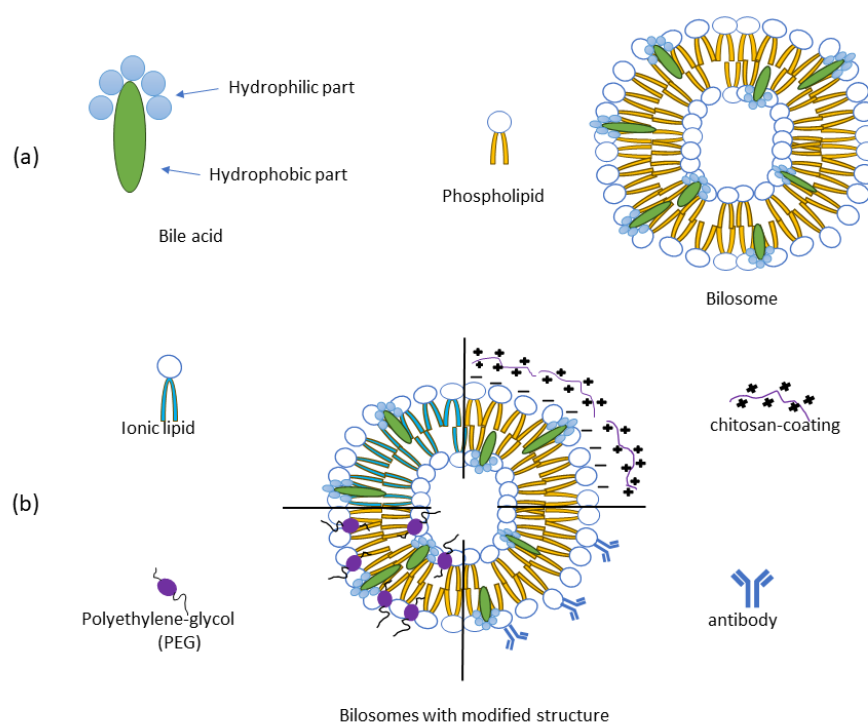 Hydrophilic part
(a)
Hydrophobic part
Phospholipid
Bile acid
Bilosome
Ionic lipid
chitosan-coating
(b)
Polyethylene-glycol
(PEG)
antibody
Bilosomes with modified structure